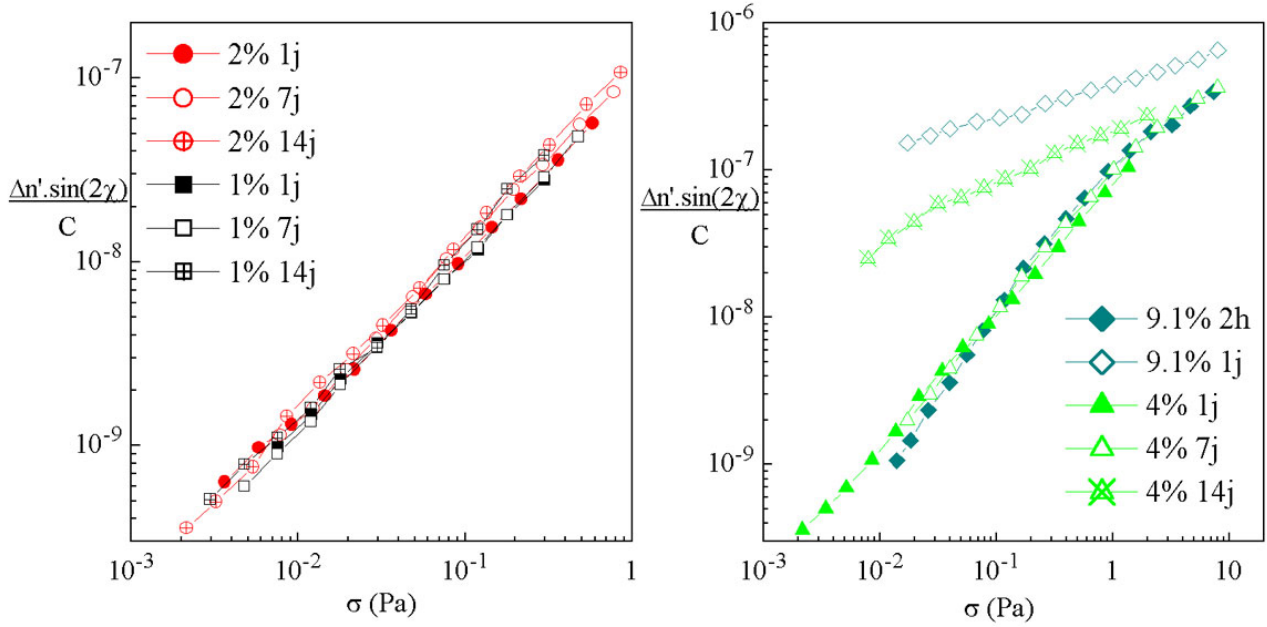 Δn'.sin(2χ)
C
10⁻⁷
10⁻⁸
10⁻⁹
2% 1j
2% 7j
2% 14j
1% 1j
1% 7j
1% 14j
10⁻³
10⁻²
10⁻¹
1
σ (Pa)
Δn'.sin(2χ)
C
10⁻⁶
10⁻⁷
10⁻⁸
10⁻⁹
9.1% 2h
9.1% 1j
4% 1j
4% 7j
4% 14j
10⁻³
10⁻²
10⁻¹
1
10
σ (Pa)